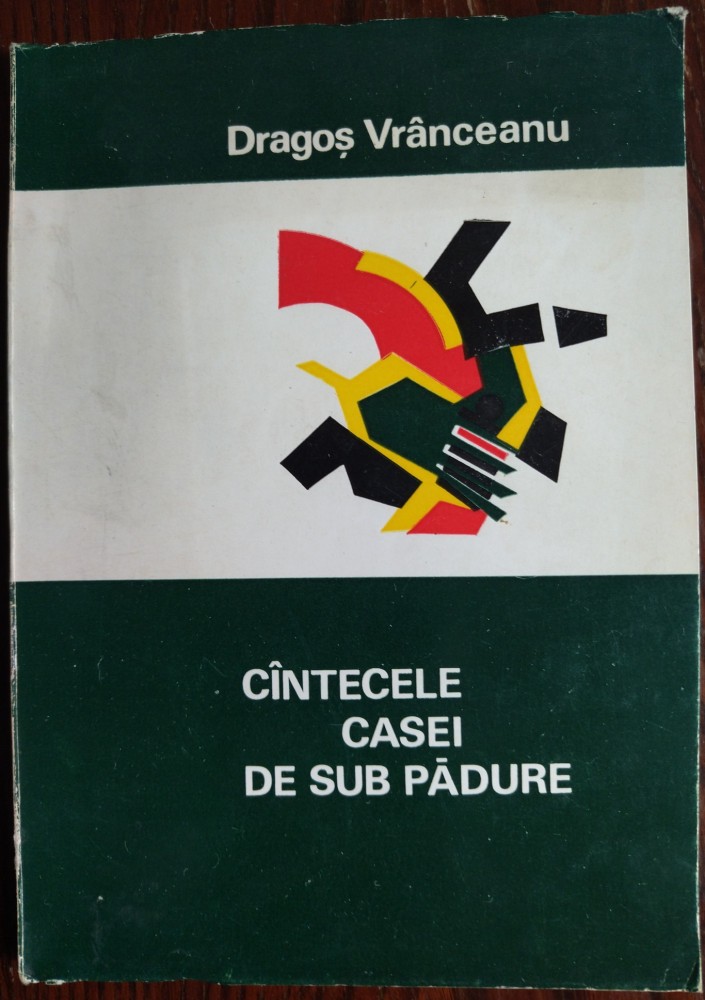 Dragoș Vrânceanu
CÎNTECELE
CASEI
DE SUB PĂDURE